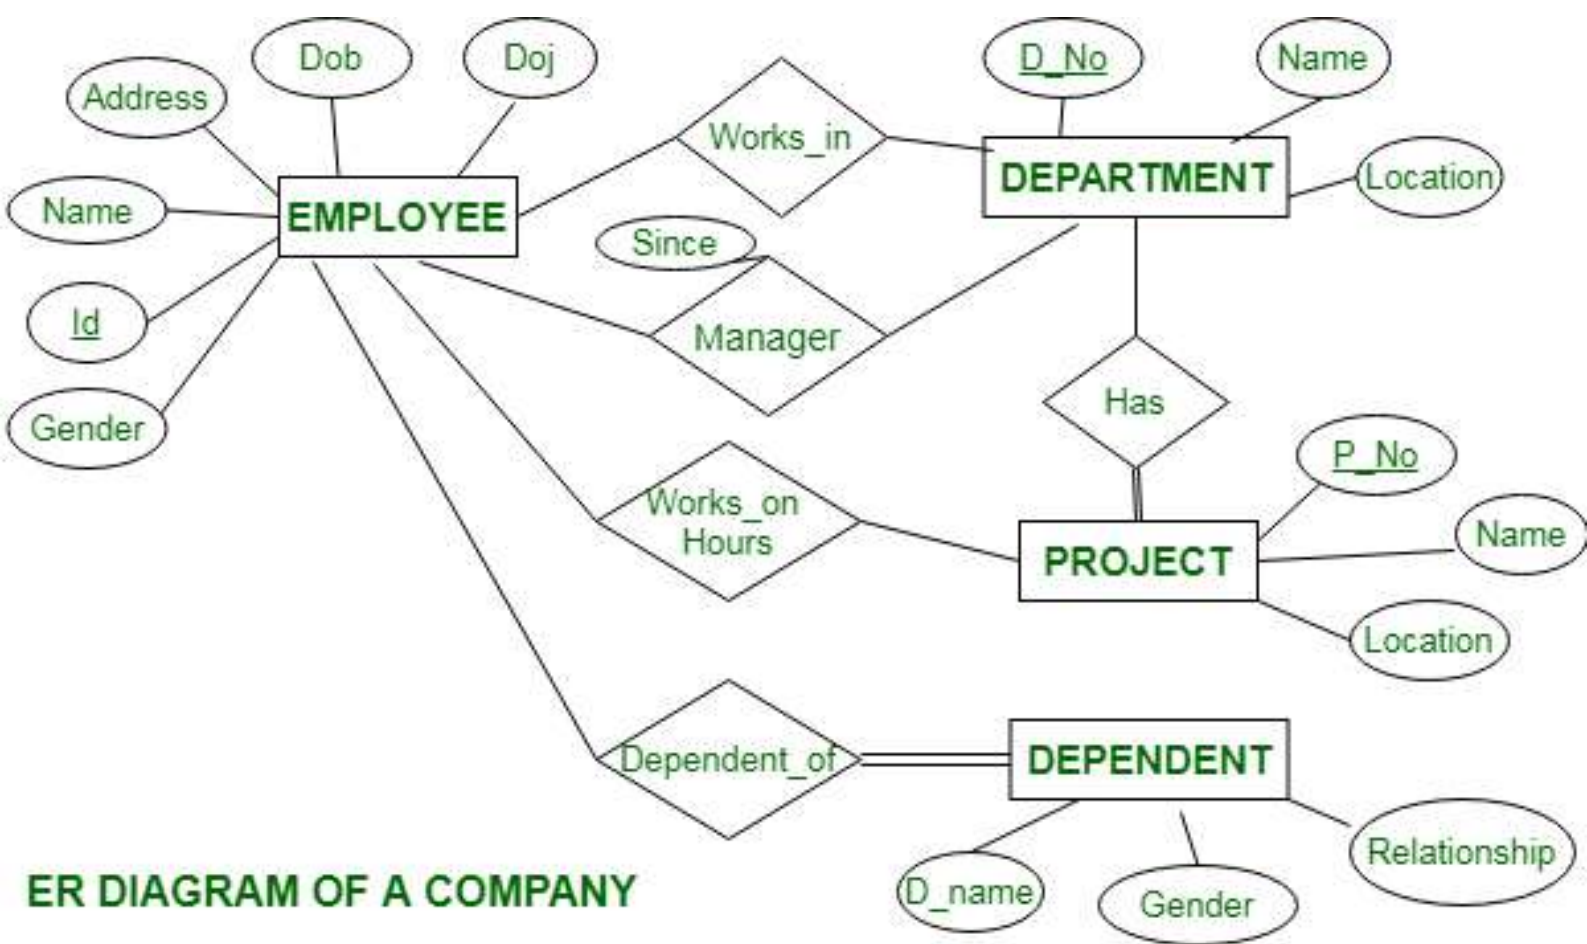 Dob
Doj
D_No
Name
Address
Works_in
DEPARTMENT
Location
Name
EMPLOYEE
Since
Id
Manager
Gender
Has
P_No
Works_on
Hours
Name
PROJECT
Location
Dependent_of
DEPENDENT
Relationship
D_name
Gender
ER DIAGRAM OF A COMPANY